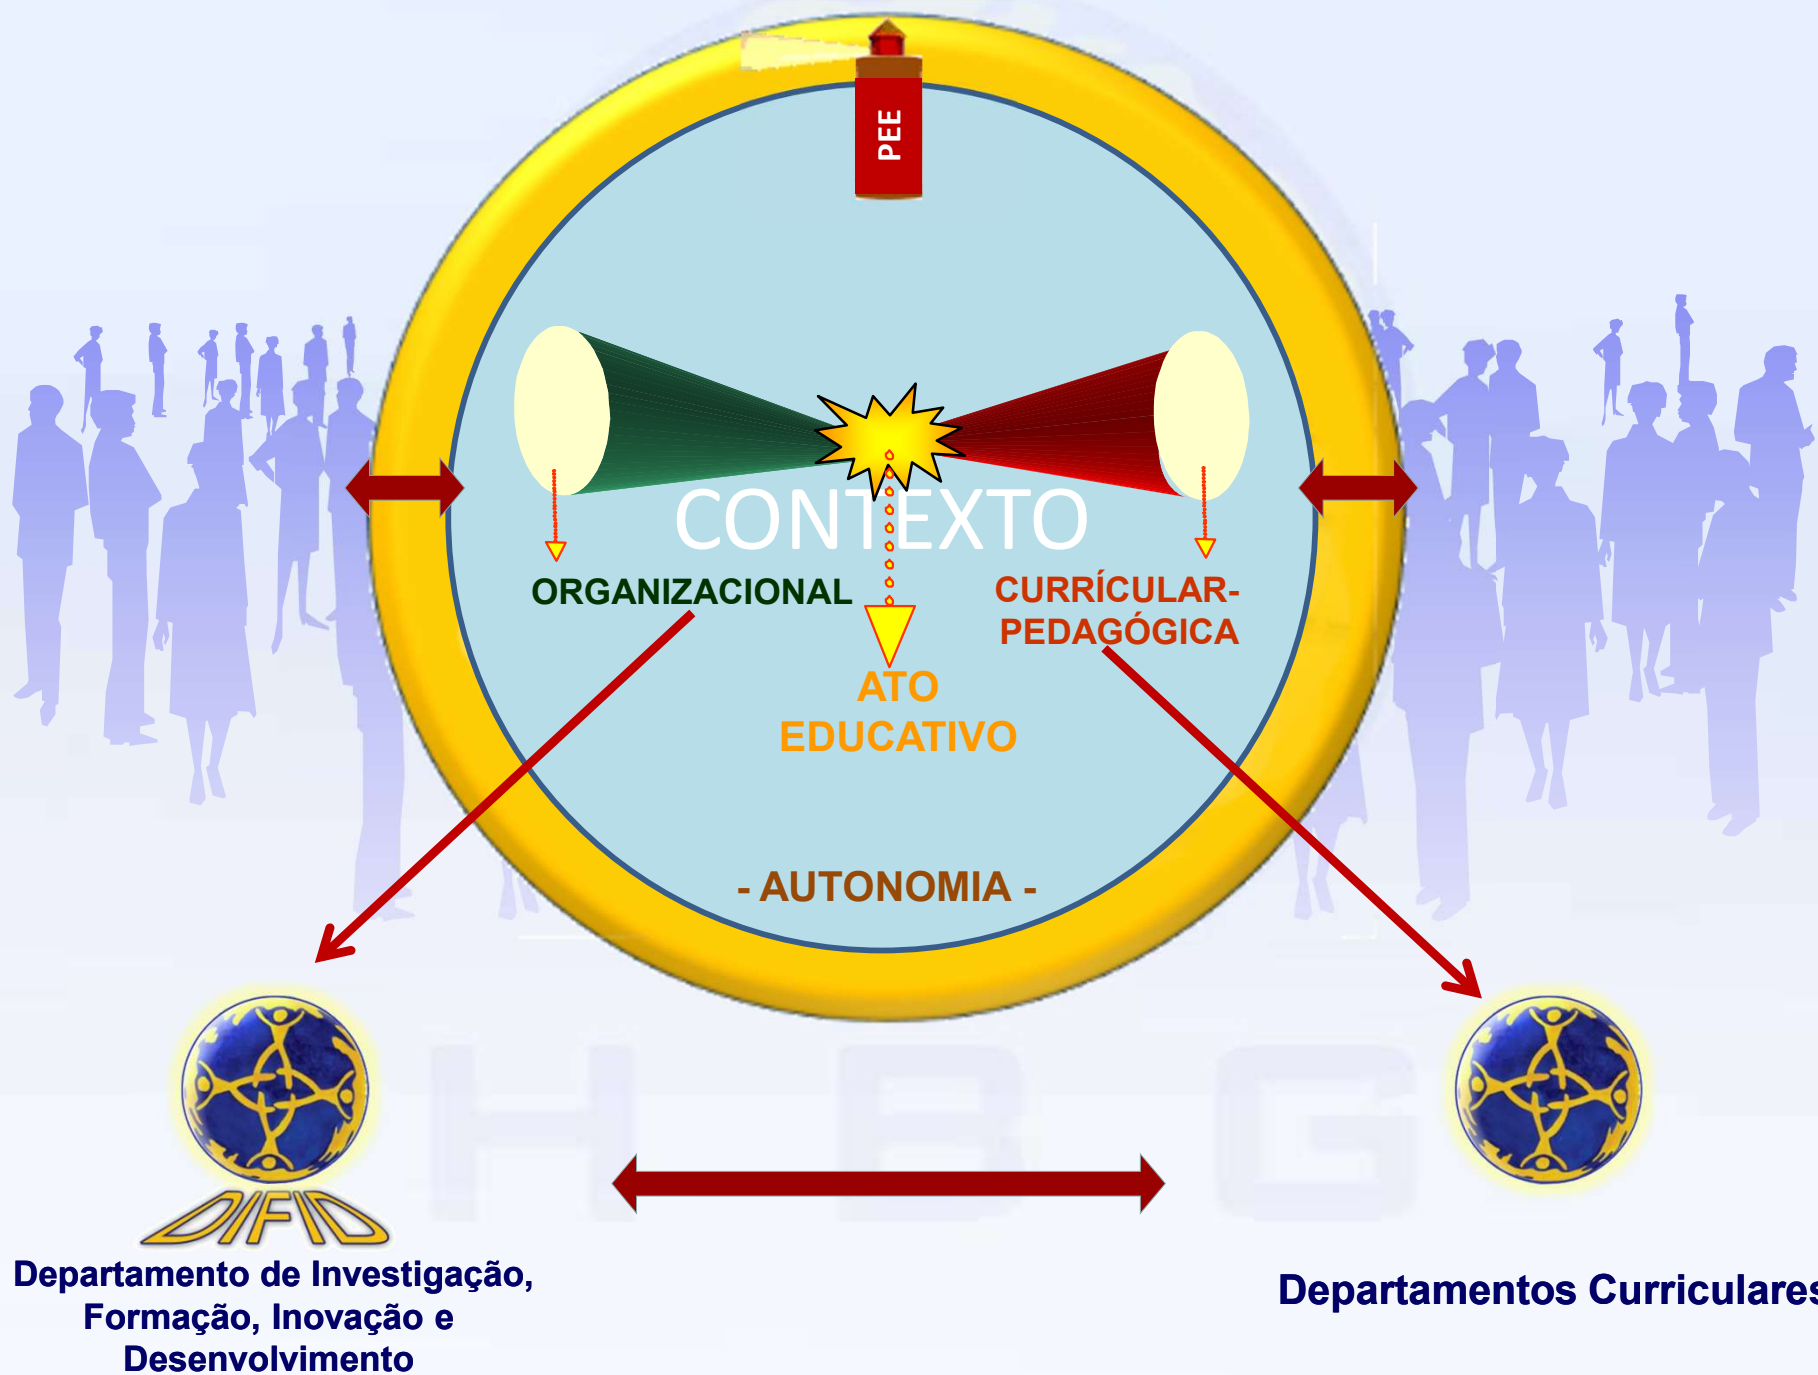 PEE
CONTEXTO
ORGANIZACIONAL
CURRÍCULAR-
PEDAGÓGICA
ATO
EDUCATIVO
- AUTONOMIA -
H B G
DIFID
Departamento de Investigação,
Formação, Inovação e
Desenvolvimento
Departamentos Curriculares